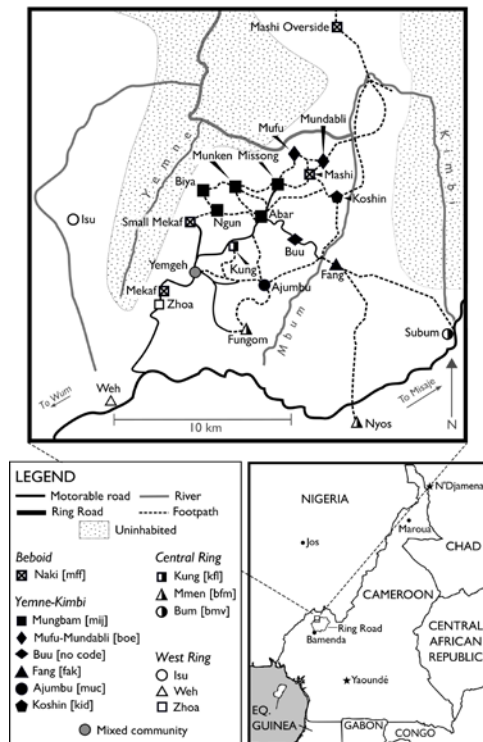 Mashi Overside
Mufu
Mundabli
Munken
Missong
Biya
Mashi
Yemne
Kimbi
Koshin
Ngun
Abar
Isu
Small Mekaf
Buu
Yemgeh
Kung
Fang
Mekaf
Ajumbu
Zhoa
Mbum
Fungom
Subum
Weh
To Wum
To Misaje
10 km
Nyos
N
LEGEND
Motorable road
River
Ring Road
Footpath
Uninhabited
Beboid
Naki [mff]
Yemne-Kimbi
Mungbam [mij]
Mufu-Mundabli [boe]
Buu [no code]
Fang [fak]
Ajumbu [muc]
Koshin [kid]
Mixed community
Central Ring
Kung [kfl]
Mmen [bfm]
Bum [bmv]
West Ring
Isu
Weh
Zhoa
NIGERIA
N'Djamena
Maroua
Jos
CHAD
CAMEROON
Ring Road
Bamenda
CENTRAL
AFRICAN
REPUBLIC
Yaoundé
EQ.
GUINEA
GABON
CONGO